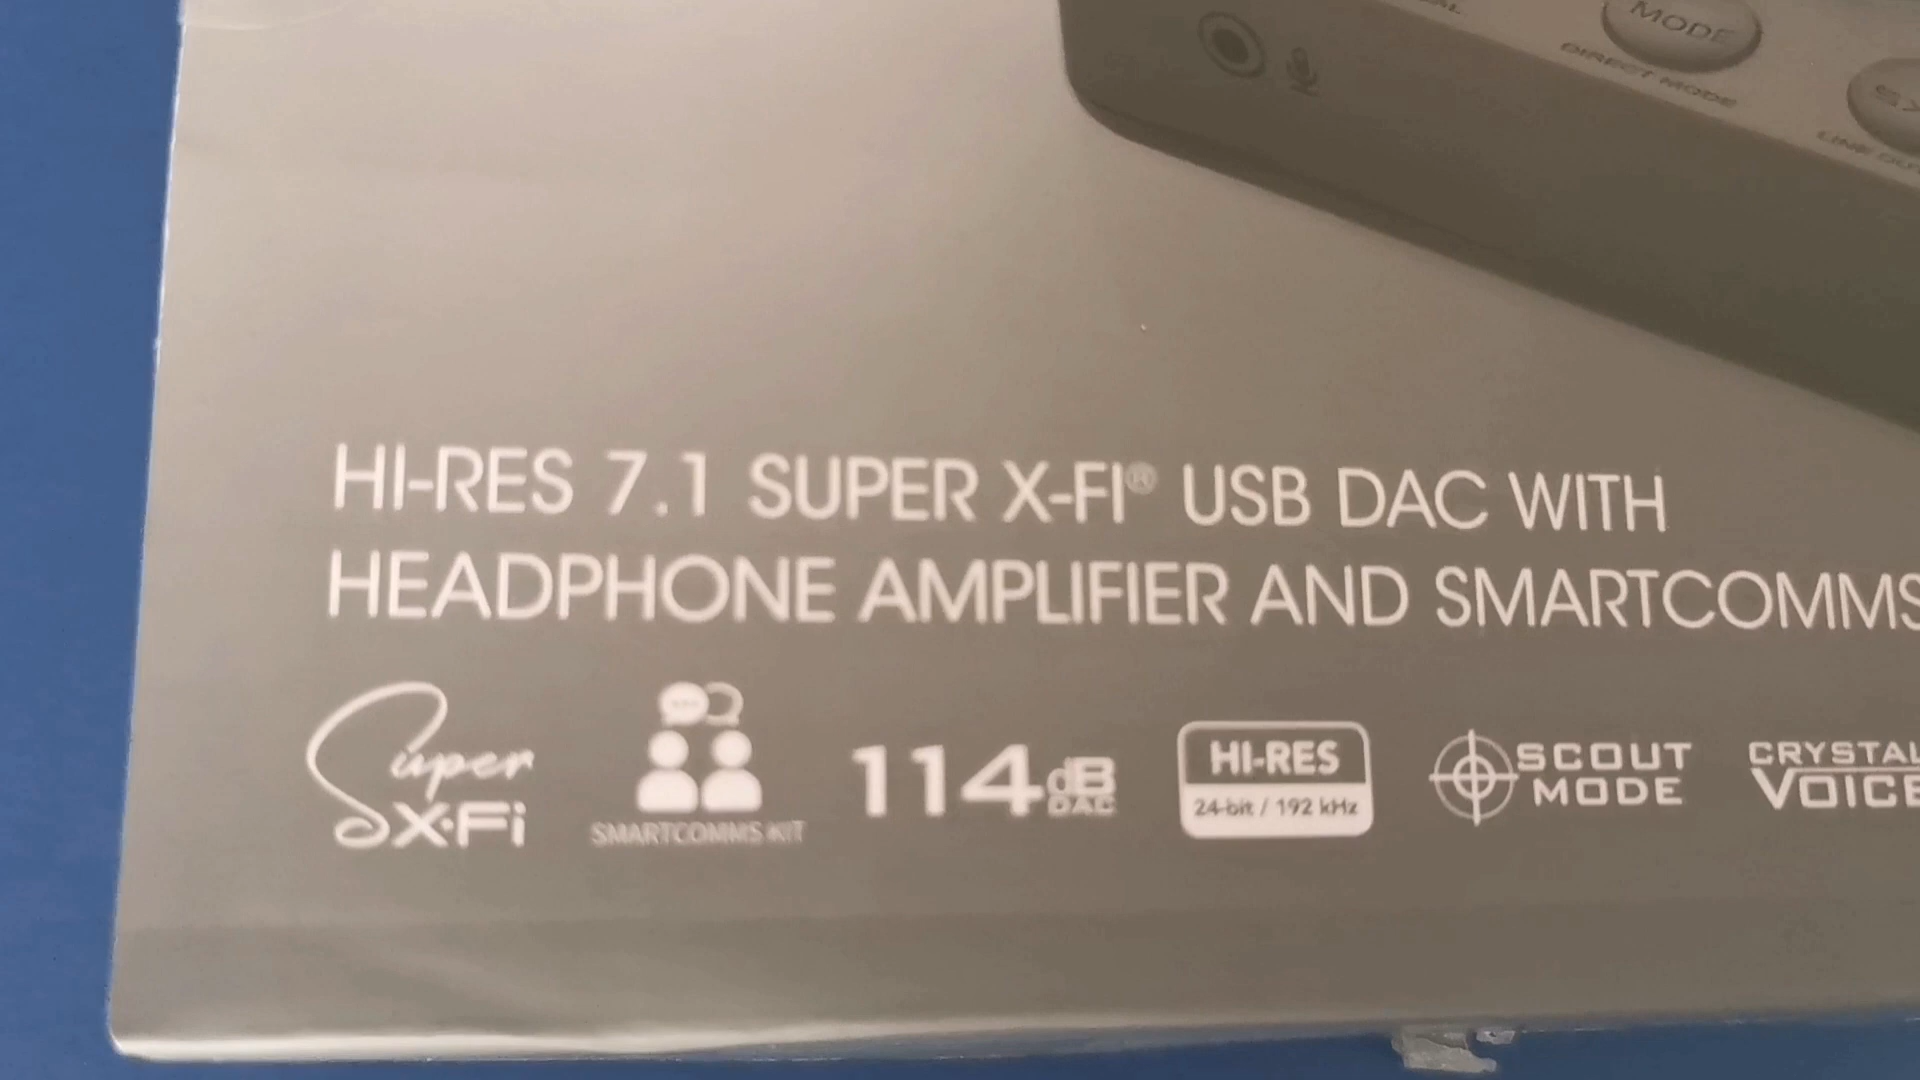 MODE
DIRECT MODE
HI-RES 7.1 SUPER X-FI® USB DAC WITH
HEADPHONE AMPLIFIER AND SMARTCOMMS
Super
X-Fi
SMARTCOMMS KIT
114dB
DAC
HI-RES
24-bit / 192 kHz
SCOUT
MODE
CRYSTAL
VOICE